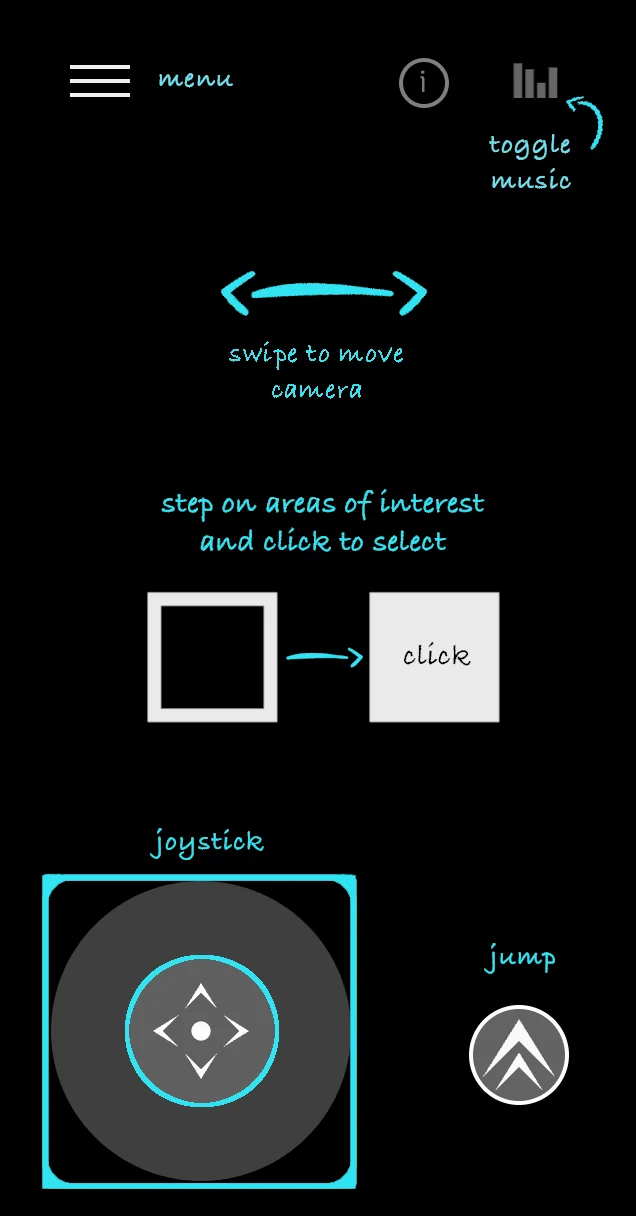 menu
i
toggle
music
swipe to move
camera
step on areas of interest
and click to select
click
joystick
jump